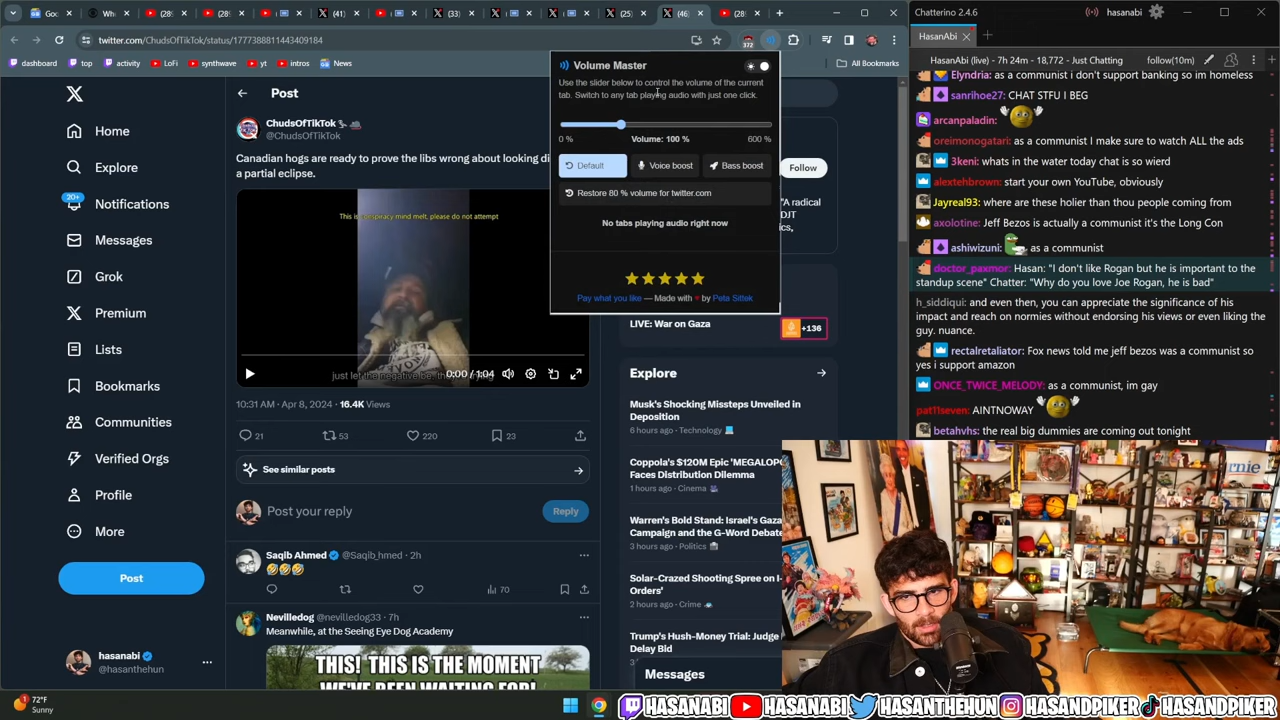 twitter.com/ChudsOfTikTok/status/1777388811443409184
372
dashboard
top
activity
LoFi
synthwave
yt
intros
News
All Bookmarks
Post
Home
Explore
20+
Notifications
Messages
Grok
Premium
Lists
Bookmarks
Communities
Verified Orgs
Profile
More
Post
hasanabi
@hasanthehun
ChudsOfTikTok
@ChudsOfTikTok
Canadian hogs are ready to prove the libs wrong about looking di
a partial eclipse.
This is conspiracy mind melt, please do not attempt
0:00 / 1:04
10:31 AM · Apr 8, 2024 · 16.4K Views
21
53
220
23
See similar posts
Post your reply
Reply
Saqib Ahmed @Saqib_hmed · 2h
🤣🤣🤣
70
Nevilledog @nevilledog33 · 7h
Meanwhile, at the Seeing Eye Dog Academy
THIS! THIS IS THE MOMENT
WE'VE BEEN WAITING FOR!
Volume Master
Use the slider below to control the volume of the current
tab. Switch to any tab playing audio with just one click.
0 %
Volume: 100 %
600 %
Default
Voice boost
Bass boost
Restore 80 % volume for twitter.com
No tabs playing audio right now
Pay what you like — Made with ♥ by Peta Sittek
Follow
"A radical
DJT
LIVE: War on Gaza
+136
Explore
Musk's Shocking Missteps Unveiled in
Deposition
6 hours ago · Technology
Coppola's $120M Epic 'MEGALOPO
Faces Distribution Dilemma
1 hours ago · Cinema
Warren's Bold Stand: Israel's Gaza
Campaign and the G-Word Debate
3 hours ago · Politics
Solar-Crazed Shooting Spree on I-
Orders'
2 hours ago · Crime
Trump's Hush-Money Trial: Judge
Delay Bid
Messages
Chatterino 2.4.6
hasanabi
HasanAbi
HasanAbi (live) - 7h 24m - 18,772 - Just Chatting
follow(10m)
Elyndria: as a communist i don't support banking so im homeless
sanrihoe27: CHAT STFU I BEG
arcanpaladin:
oreimonogatari: as a communist I make sure to watch ALL the ads
3keni: whats in the water today chat is so wierd
alextehbrown: start your own YouTube, obviously
Jayreal93: where are these holier than thou people coming from
axolotine: Jeff Bezos is actually a communist it's the Long Con
ashiwizuni: as a communist
doctor_paxmor: Hasan: "I don't like Rogan but he is important to the
standup scene" Chatter: "Why do you love Joe Rogan, he is bad"
h_siddiqui: and even then, you can appreciate the significance of his
impact and reach on normies without endorsing his views or even liking the
guy. nuance.
rectalretaliator: Fox news told me jeff bezos was a communist so
yes i support amazon
ONCE_TWICE_MELODY: as a communist, im gay
pat11seven: AINTNOWAY
betahvhs: the real big dummies are coming out tonight
ernie
72°F
Sunny
HASANABI
HASANABI
HASANTHEHUN
HASANDPIKER
HASANDPIKER